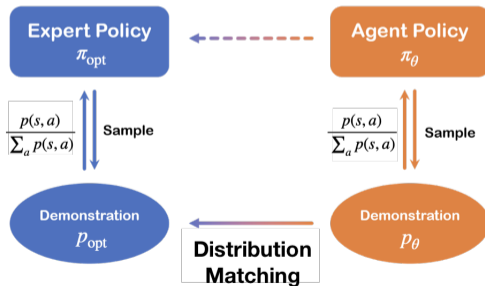 Expert Policy
π_opt
Agent Policy
π_θ
p(s, a)
∑_a p(s, a)
Sample
p(s, a)
∑_a p(s, a)
Sample
Demonstration
p_opt
Demonstration
p_θ
Distribution
Matching